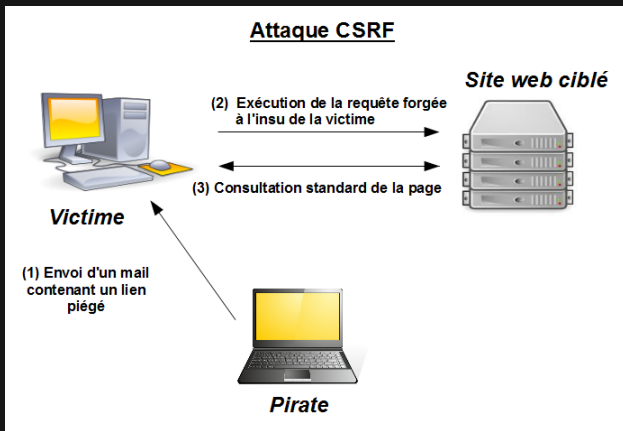 Attaque CSRF
Site web ciblé
(2) Exécution de la requête forgée
à l'insu de la victime
(3) Consultation standard de la page
Victime
(1) Envoi d'un mail
contenant un lien
piégé
Pirate